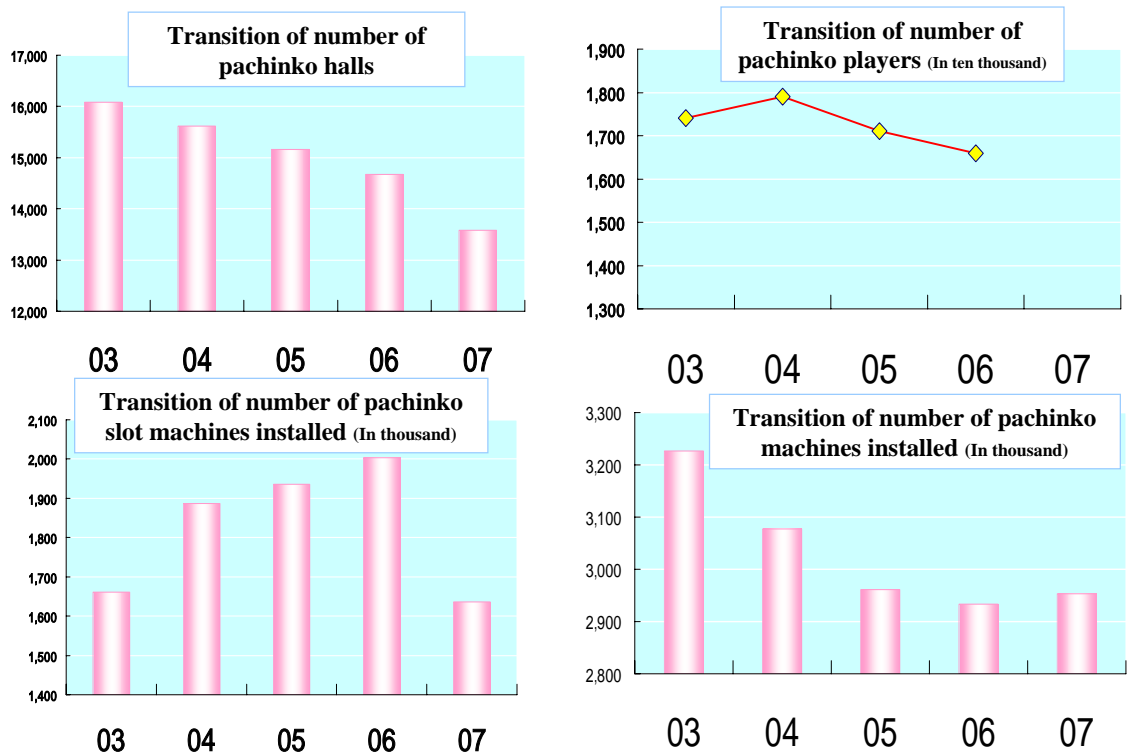 Transition of number of
pachinko halls
17,000
16,000
15,000
14,000
13,000
12,000
03 04 05 06 07
Transition of number of
pachinko players (In ten thousand)
1,900
1,800
1,700
1,600
1,500
1,400
1,300
03 04 05 06 07
Transition of number of pachinko
slot machines installed (In thousand)
2,100
2,000
1,900
1,800
1,700
1,600
1,500
1,400
03 04 05 06 07
Transition of number of pachinko
machines installed (In thousand)
3,300
3,200
3,100
3,000
2,900
2,800
03 04 05 06 07